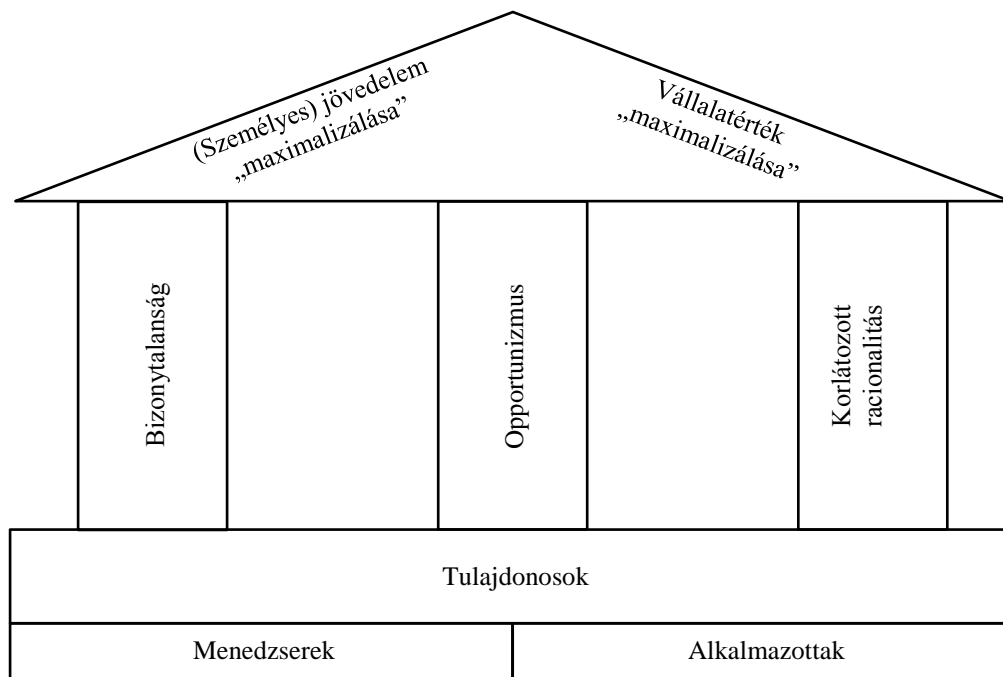 (Személyes) jövedelem
„maximalizálása”
Vállalatérték
„maximalizálása”
Bizonytalanság
Opportunizmus
Korlátozott
racionalitás
Tulajdonosok
Menedzserek
Alkalmazottak